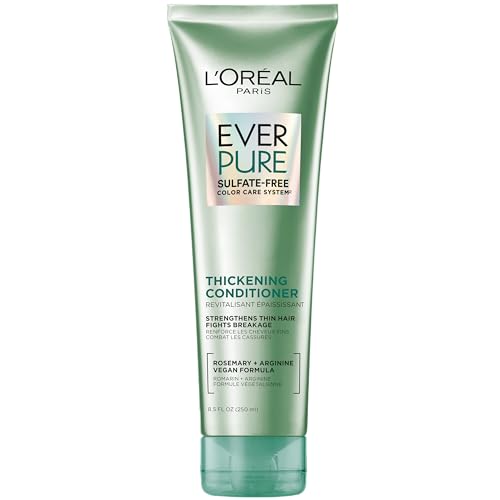 L'ORÉAL
PARIS
EVER
PURE
SULFATE-FREE
COLOR CARE SYSTEM²
THICKENING
CONDITIONER
REVITALISANT ÉPAISSISSANT
STRENGTHENS THIN HAIR
FIGHTS BREAKAGE
RENFORCE LES CHEVEUX FINS
COMBAT LES CASSURES
ROSEMARY + ARGININE
VEGAN FORMULA
ROMARIN + ARGININE
FORMULE VÉGÉTALIENNE
8.5 FL OZ (250 ml)